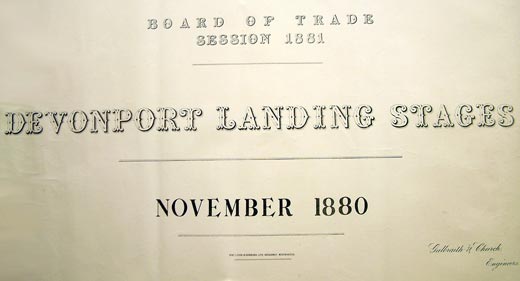 BOARD OF TRADE
SESSION 1881
DEVONPORT LANDING STAGES
NOVEMBER 1880
Galbraith & Church,
Engineers